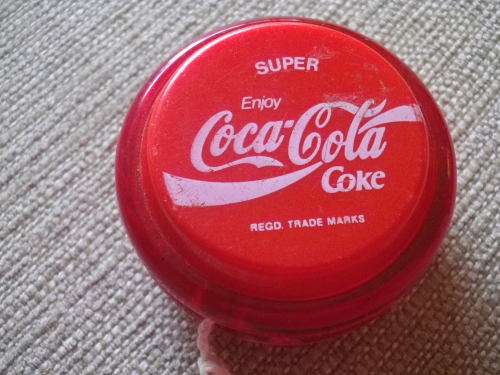 SUPER
Enjoy
Coca-Cola
Coke
REGD. TRADE MARKS